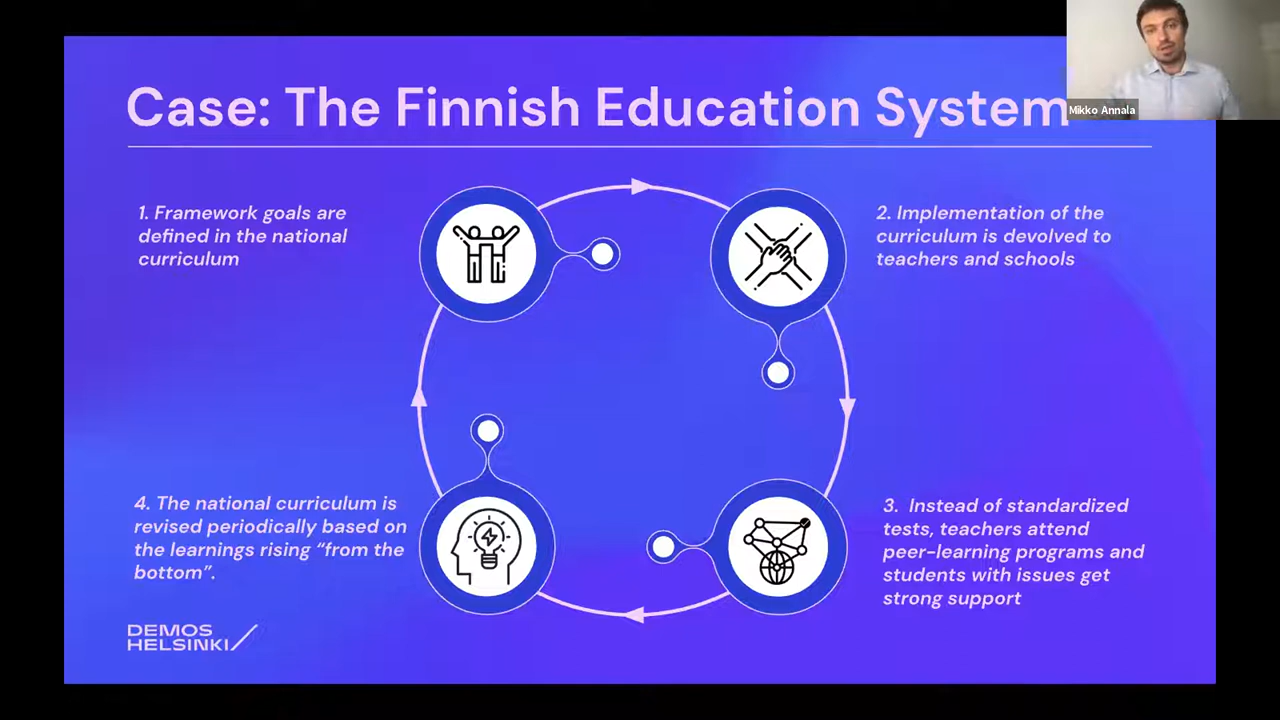 Case: The Finnish Education System
Mikko Annala
1. Framework goals are
defined in the national
curriculum
2. Implementation of the
curriculum is devolved to
teachers and schools
4. The national curriculum is
revised periodically based on
the learnings rising “from the
bottom”.
3. Instead of standardized
tests, teachers attend
peer-learning programs and
students with issues get
strong support
DEMOS
HELSINKI